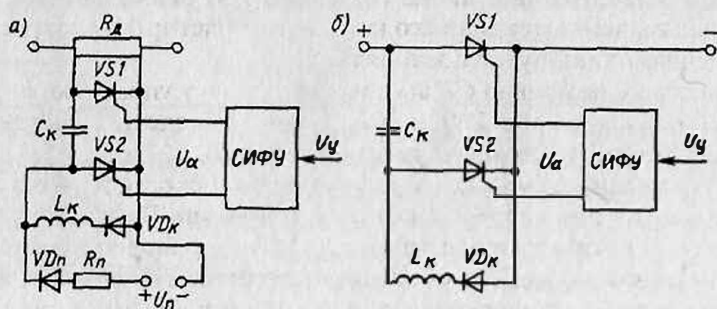 а)
Rд
VS1
Cк
VS2
Uα
СИФУ
Uу
Lк
VDк
VDп
Rп
+ Uп −
б)
+
VS1
−
Cк
VS2
Uα
СИФУ
Uу
Lк
VDк